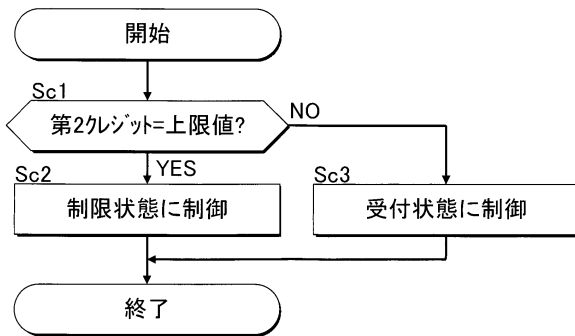 開始
Sc1
第2ｸﾚｼﾞｯﾄ=上限値?
NO
YES
Sc2
制限状態に制御
Sc3
受付状態に制御
終了